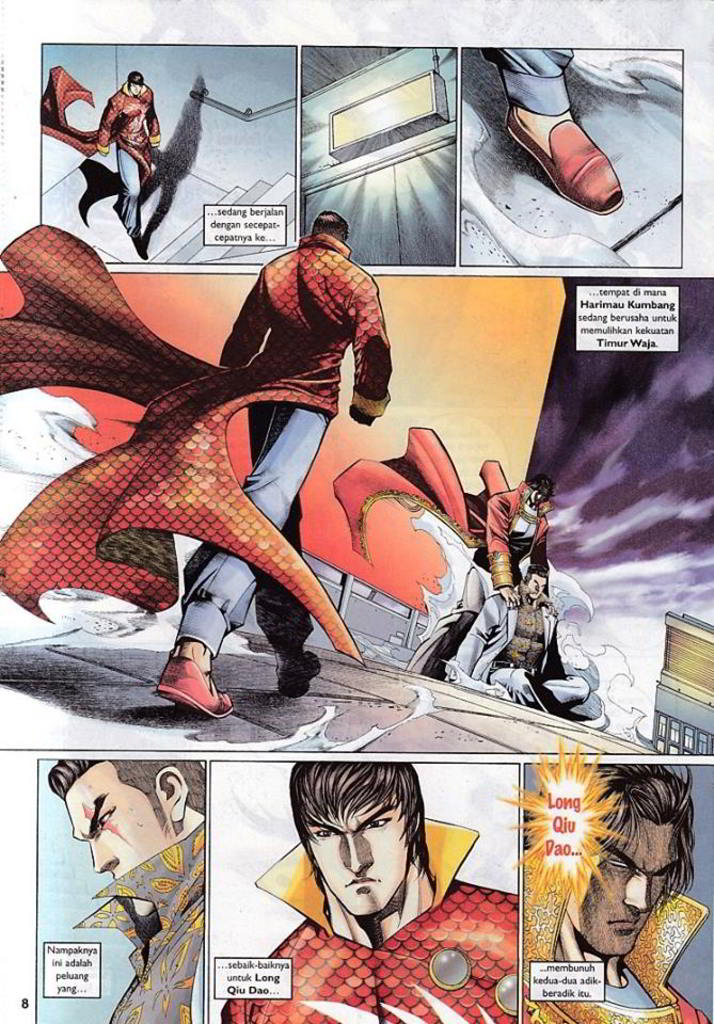 ...sedang berjalan
dengan secepat-
cepatnya ke...
...tempat di mana
Harimau Kumbang
sedang berusaha untuk
memulihkan kekuatan
Timur Waja.
Nampaknya
ini adalah
peluang
yang...
...sebaik-baiknya
untuk Long
Qiu Dao...
Long
Qiu
Dao...
...membunuh
kedua-dua adik-
beradik itu.
8